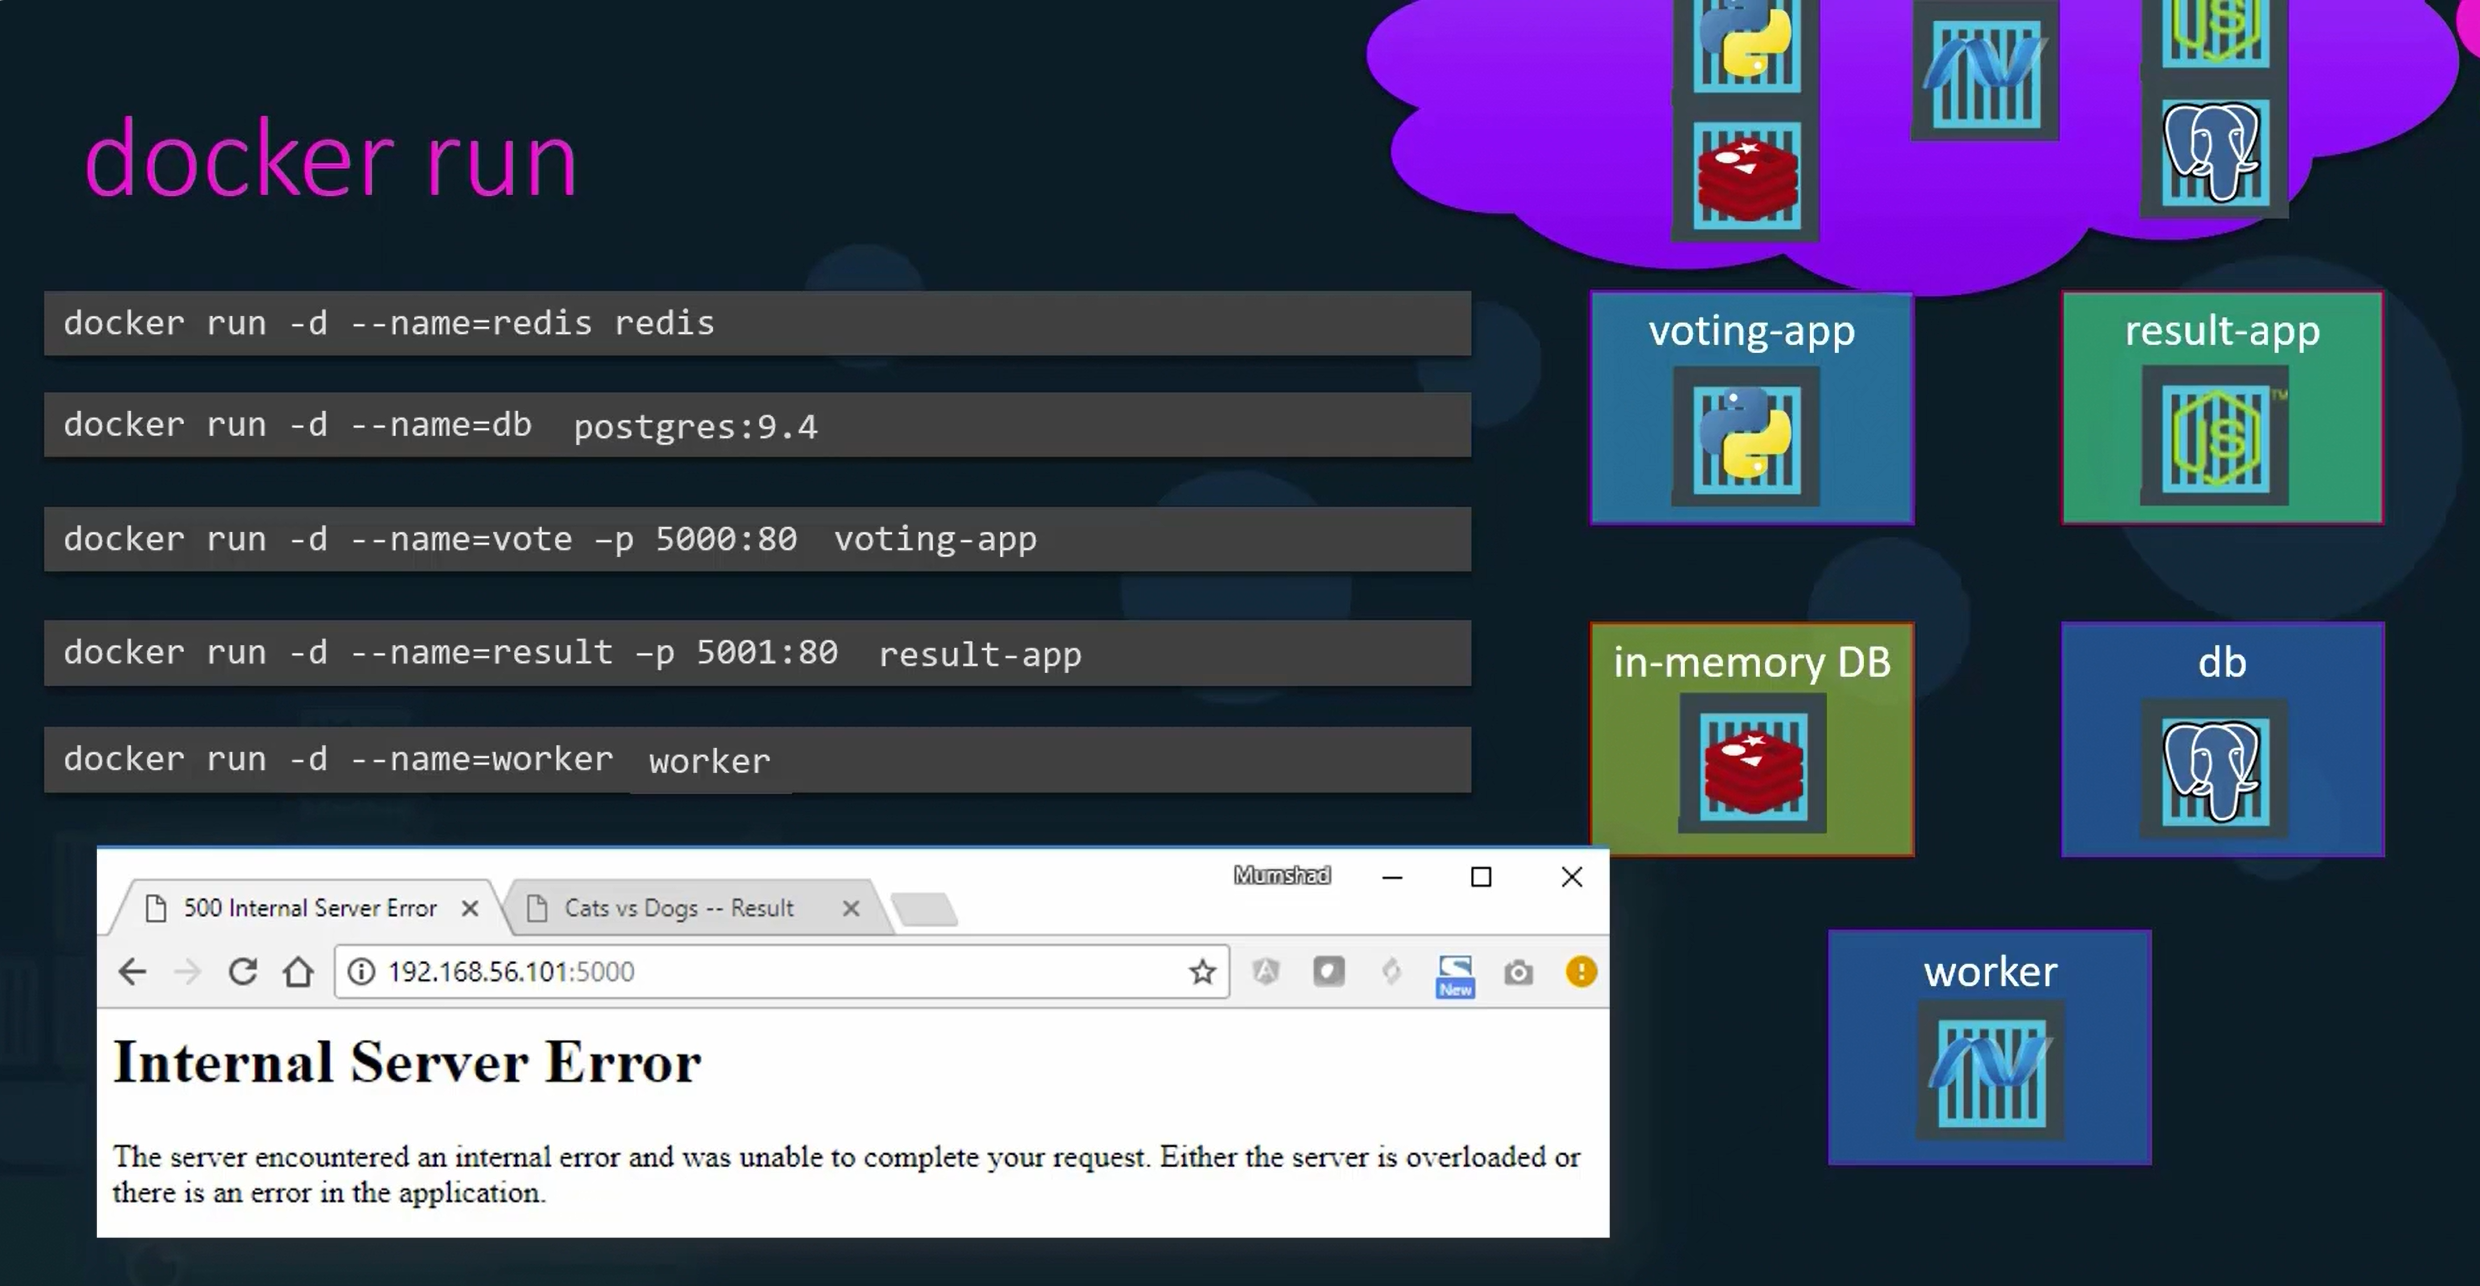 docker run
docker run -d --name=redis redis
docker run -d --name=db postgres:9.4
docker run -d --name=vote –p 5000:80 voting-app
docker run -d --name=result –p 5001:80 result-app
docker run -d --name=worker worker
voting-app
result-app
JS
TM
JS
in-memory DB
db
worker
Mumshad
500 Internal Server Error
Cats vs Dogs -- Result
192.168.56.101:5000
New
Internal Server Error
The server encountered an internal error and was unable to complete your request. Either the server is overloaded or
there is an error in the application.